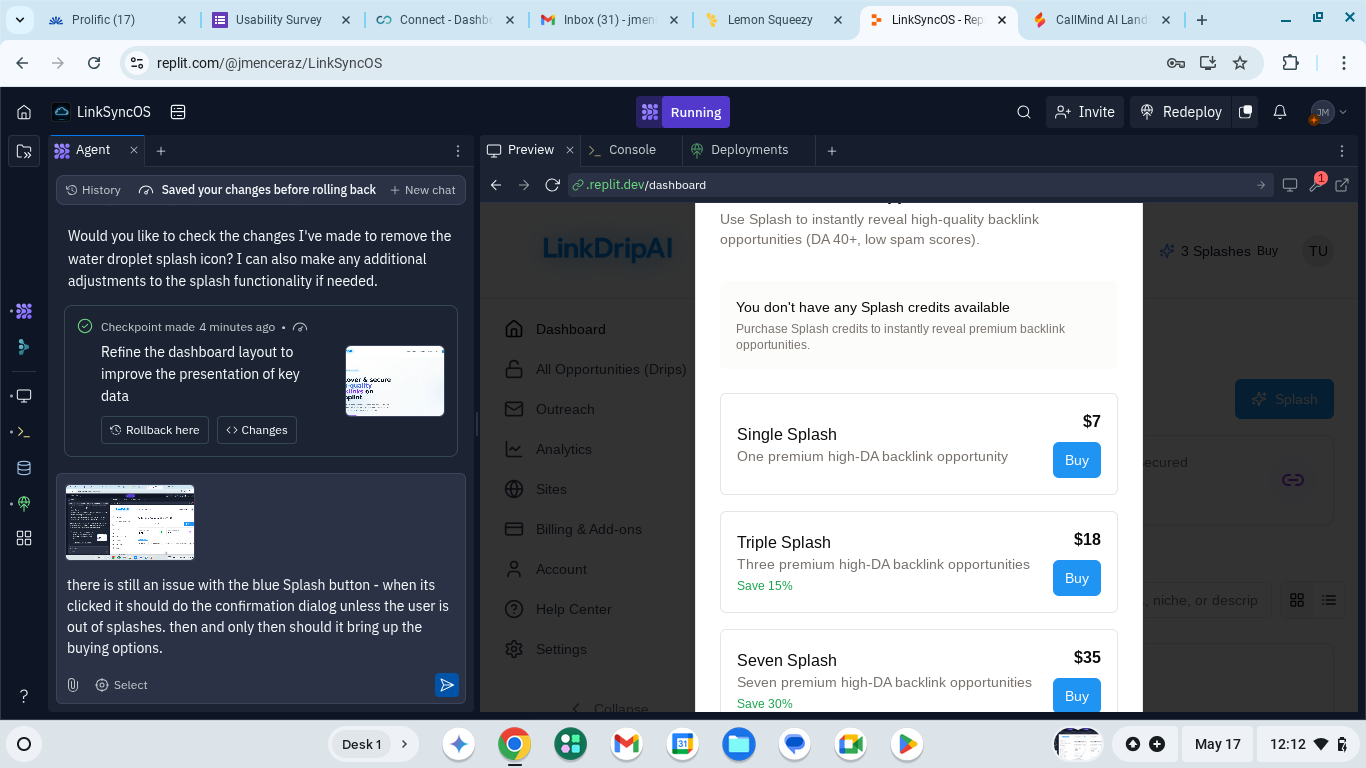 Prolific (17)
Usability Survey
Connect - Dashb
Inbox (31) - jmen
Lemon Squeezy
LinkSyncOS - Rep
CallMind AI Land
replit.com/@jmenceraz/LinkSyncOS
LinkSyncOS
Running
Invite
Redeploy
JM
Agent
Preview
Console
Deployments
.replit.dev/dashboard
1
History
Saved your changes before rolling back
New chat
Would you like to check the changes I've made to remove the
water droplet splash icon? I can also make any additional
adjustments to the splash functionality if needed.
Checkpoint made 4 minutes ago •
Refine the dashboard layout to
improve the presentation of key
data
Rollback here
Changes
there is still an issue with the blue Splash button - when its
clicked it should do the confirmation dialog unless the user is
out of splashes. then and only then should it bring up the
buying options.
Select
LinkDripAI
3 Splashes
Buy
TU
Dashboard
All Opportunities (Drips)
Outreach
Analytics
Sites
Billing & Add-ons
Account
Help Center
Settings
Collapse
Splash
ecured
, niche, or descrip
Use Splash to instantly reveal high-quality backlink
opportunities (DA 40+, low spam scores).
You don't have any Splash credits available
Purchase Splash credits to instantly reveal premium backlink
opportunities.
$7
Single Splash
One premium high-DA backlink opportunity
Buy
$18
Triple Splash
Three premium high-DA backlink opportunities
Save 15%
Buy
$35
Seven Splash
Seven premium high-DA backlink opportunities
Save 30%
Buy
Desk 1
31
May 17
12:12